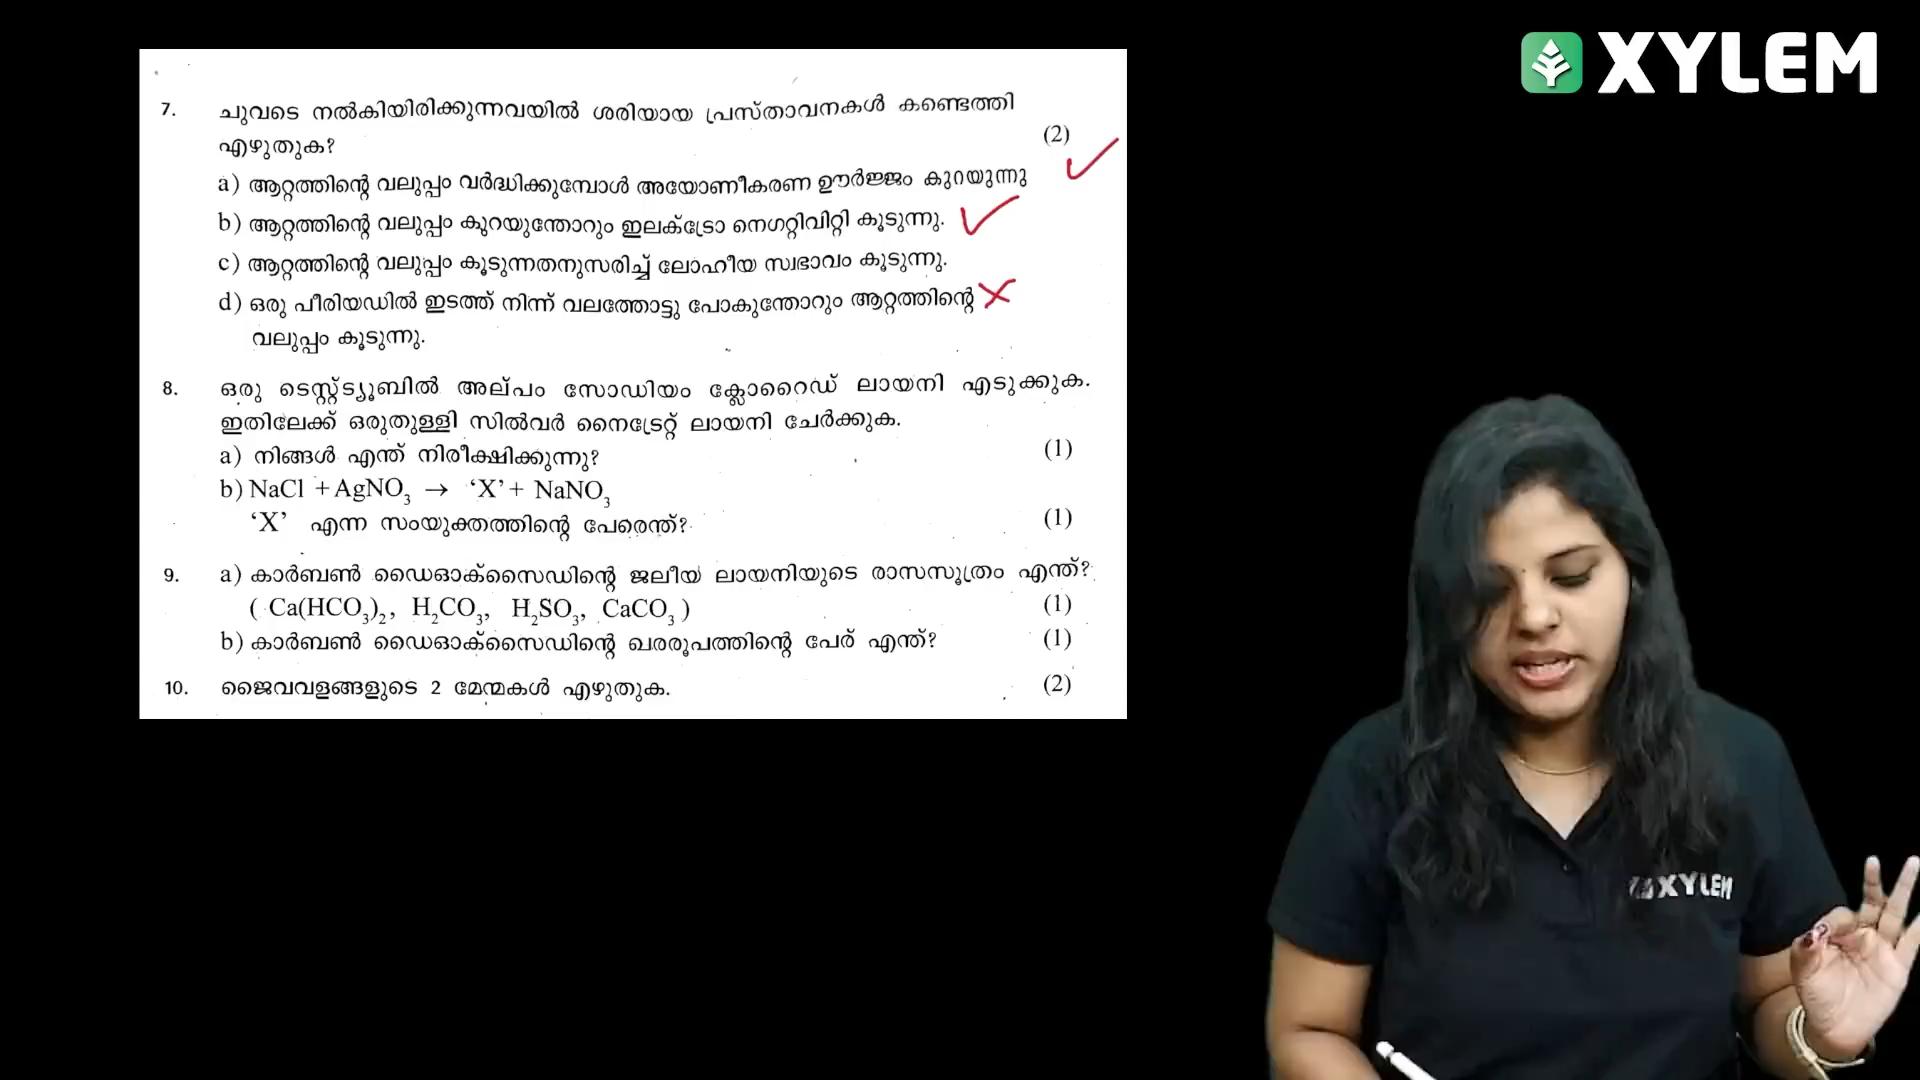 XYLEM
7. ചുവടെ നൽകിയിരിക്കുന്നവയിൽ ശരിയായ പ്രസ്താവനകൾ കണ്ടെത്തി
എഴുതുക? (2)
a) ആറ്റത്തിന്റെ വലുപ്പം വർദ്ധിക്കുമ്പോൾ അയോണീകരണ ഊർജ്ജം കുറയുന്നു
b) ആറ്റത്തിന്റെ വലുപ്പം കുറയുന്തോറും ഇലക്ട്രോ നെഗറ്റിവിറ്റി കൂടുന്നു.
c) ആറ്റത്തിന്റെ വലുപ്പം കൂടുന്നതനുസരിച്ച് ലോഹീയ സ്വഭാവം കൂടുന്നു.
d) ഒരു പീരിയഡിൽ ഇടത്ത് നിന്ന് വലത്തോട്ടു പോകുന്തോറും ആറ്റത്തിന്റെ
വലുപ്പം കൂടുന്നു.
8. ഒരു ടെസ്റ്റ്ട്യൂബിൽ അല്പം സോഡിയം ക്ലോറൈഡ് ലായനി എടുക്കുക.
ഇതിലേക്ക് ഒരുതുള്ളി സിൽവർ നൈട്രേറ്റ് ലായനി ചേർക്കുക.
a) നിങ്ങൾ എന്ത് നിരീക്ഷിക്കുന്നു? (1)
b) NaCl + AgNO₃ → ‘X’ + NaNO₃
‘X’ എന്ന സംയുക്തത്തിന്റെ പേരെന്ത്? (1)
9. a) കാർബൺ ഡൈഓക്സൈഡിന്റെ ജലീയ ലായനിയുടെ രാസസൂത്രം എന്ത്?
( Ca(HCO₃)₂, H₂CO₃, H₂SO₃, CaCO₃ ) (1)
b) കാർബൺ ഡൈഓക്സൈഡിന്റെ ഖരരൂപത്തിന്റെ പേര് എന്ത്? (1)
10. ജൈവവളങ്ങളുടെ 2 മേന്മകൾ എഴുതുക. (2)
XYLEM